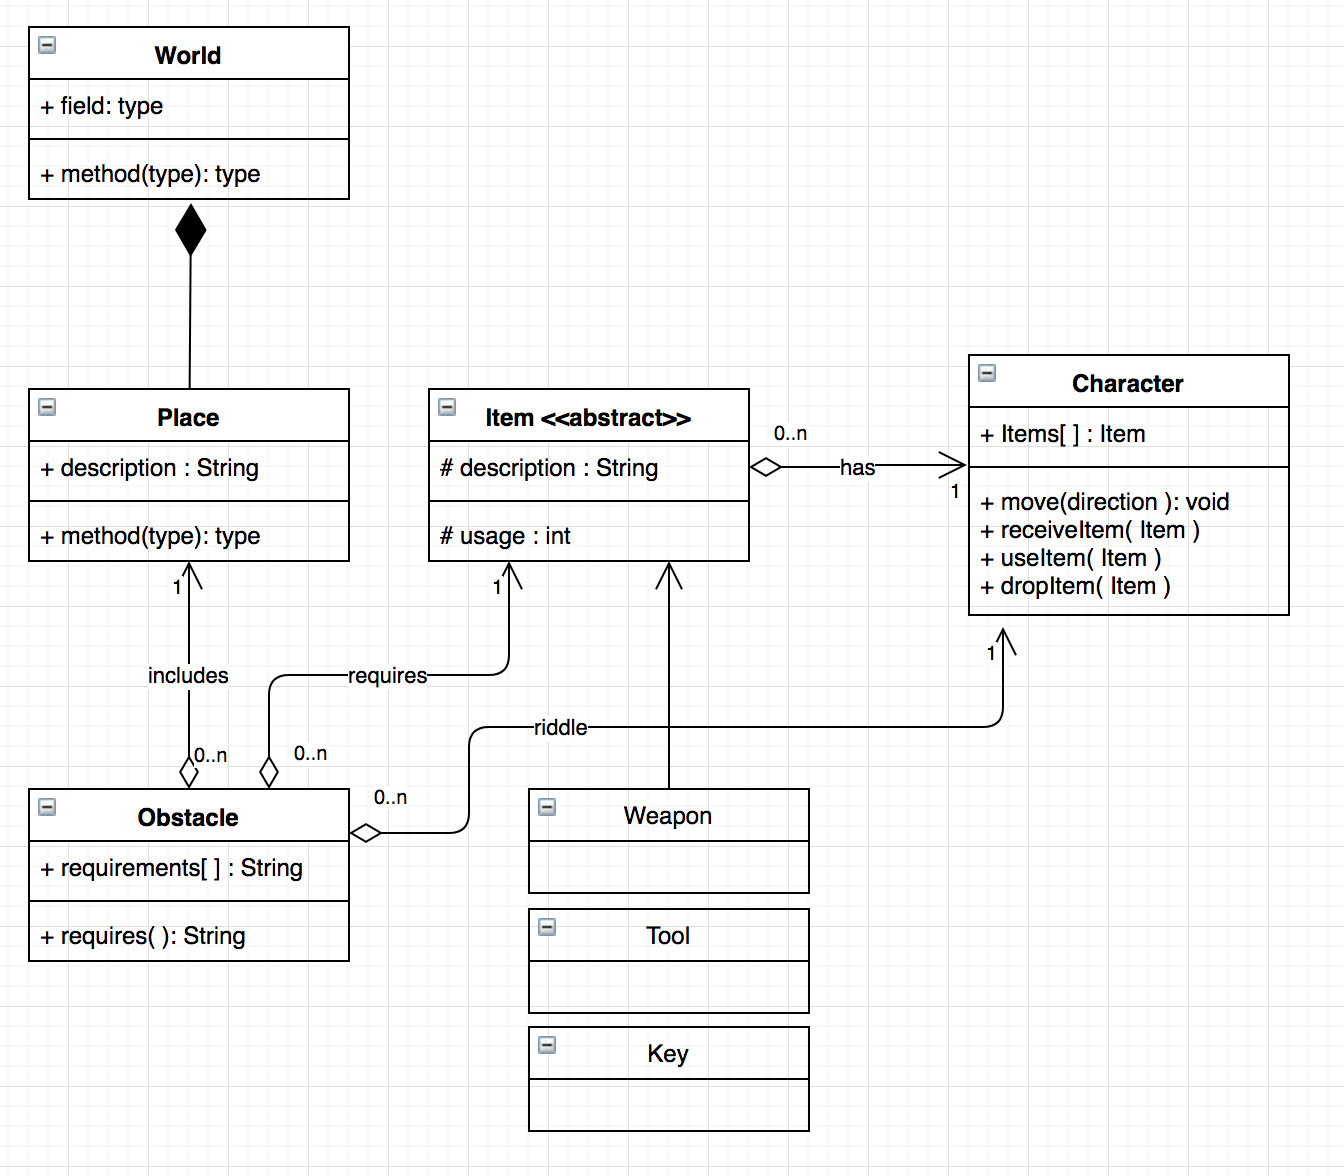 World
+ field: type
+ method(type): type
Place
+ description : String
+ method(type): type
Item <<abstract>>
# description : String
# usage : int
0..n
has
1
Character
+ Items[ ] : Item
+ move(direction ): void
+ receiveItem( Item )
+ useItem( Item )
+ dropItem( Item )
1
includes
0..n
1
requires
0..n
1
riddle
0..n
Obstacle
+ requirements[ ] : String
+ requires( ): String
Weapon
Tool
Key